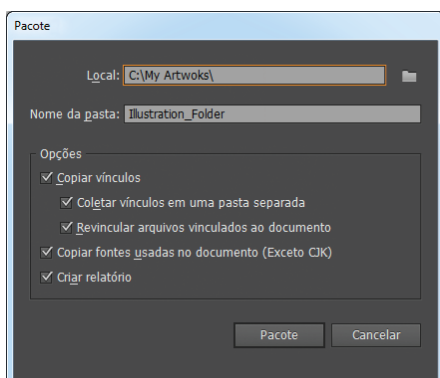 Pacote
Local: C:\My Artwoks\
Nome da pasta: Illustration_Folder
Opções
Copiar vínculos
Coletar vínculos em uma pasta separada
Revincular arquivos vinculados ao documento
Copiar fontes usadas no documento (Exceto CJK)
Criar relatório
Pacote Cancelar